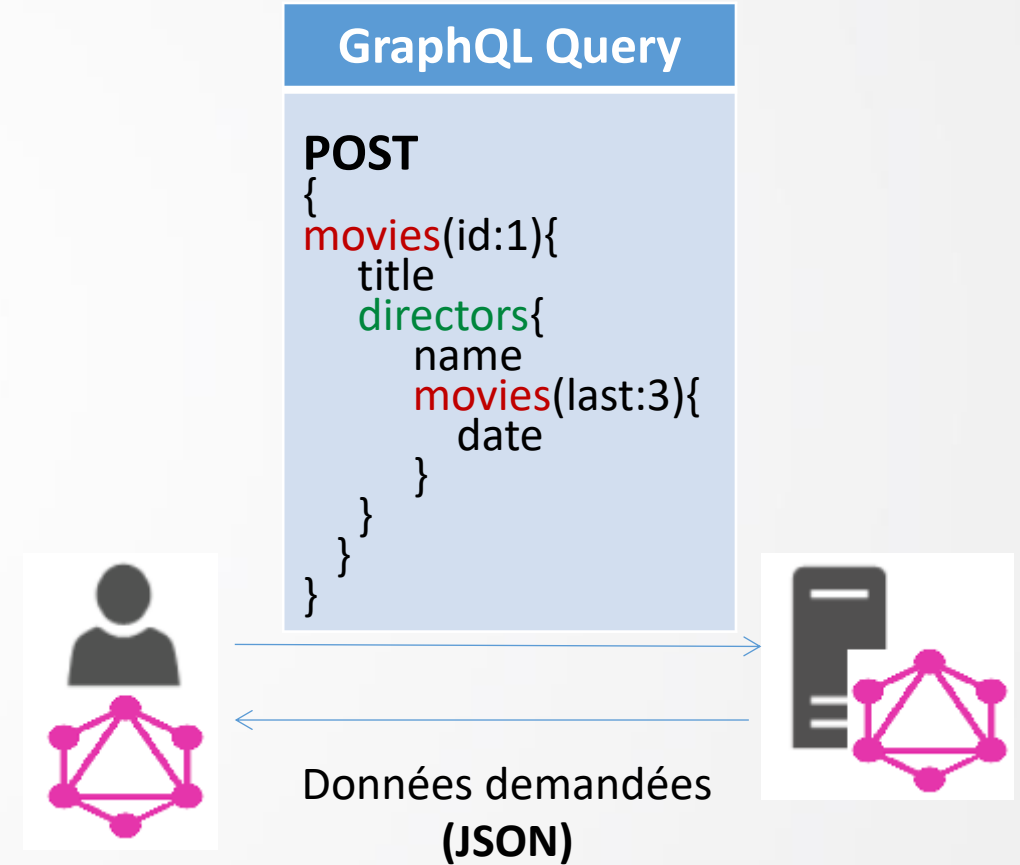 GraphQL Query
POST
{
movies(id:1){
title
directors{
name
movies(last:3){
date
}
}
}
}
Données demandées
(JSON)